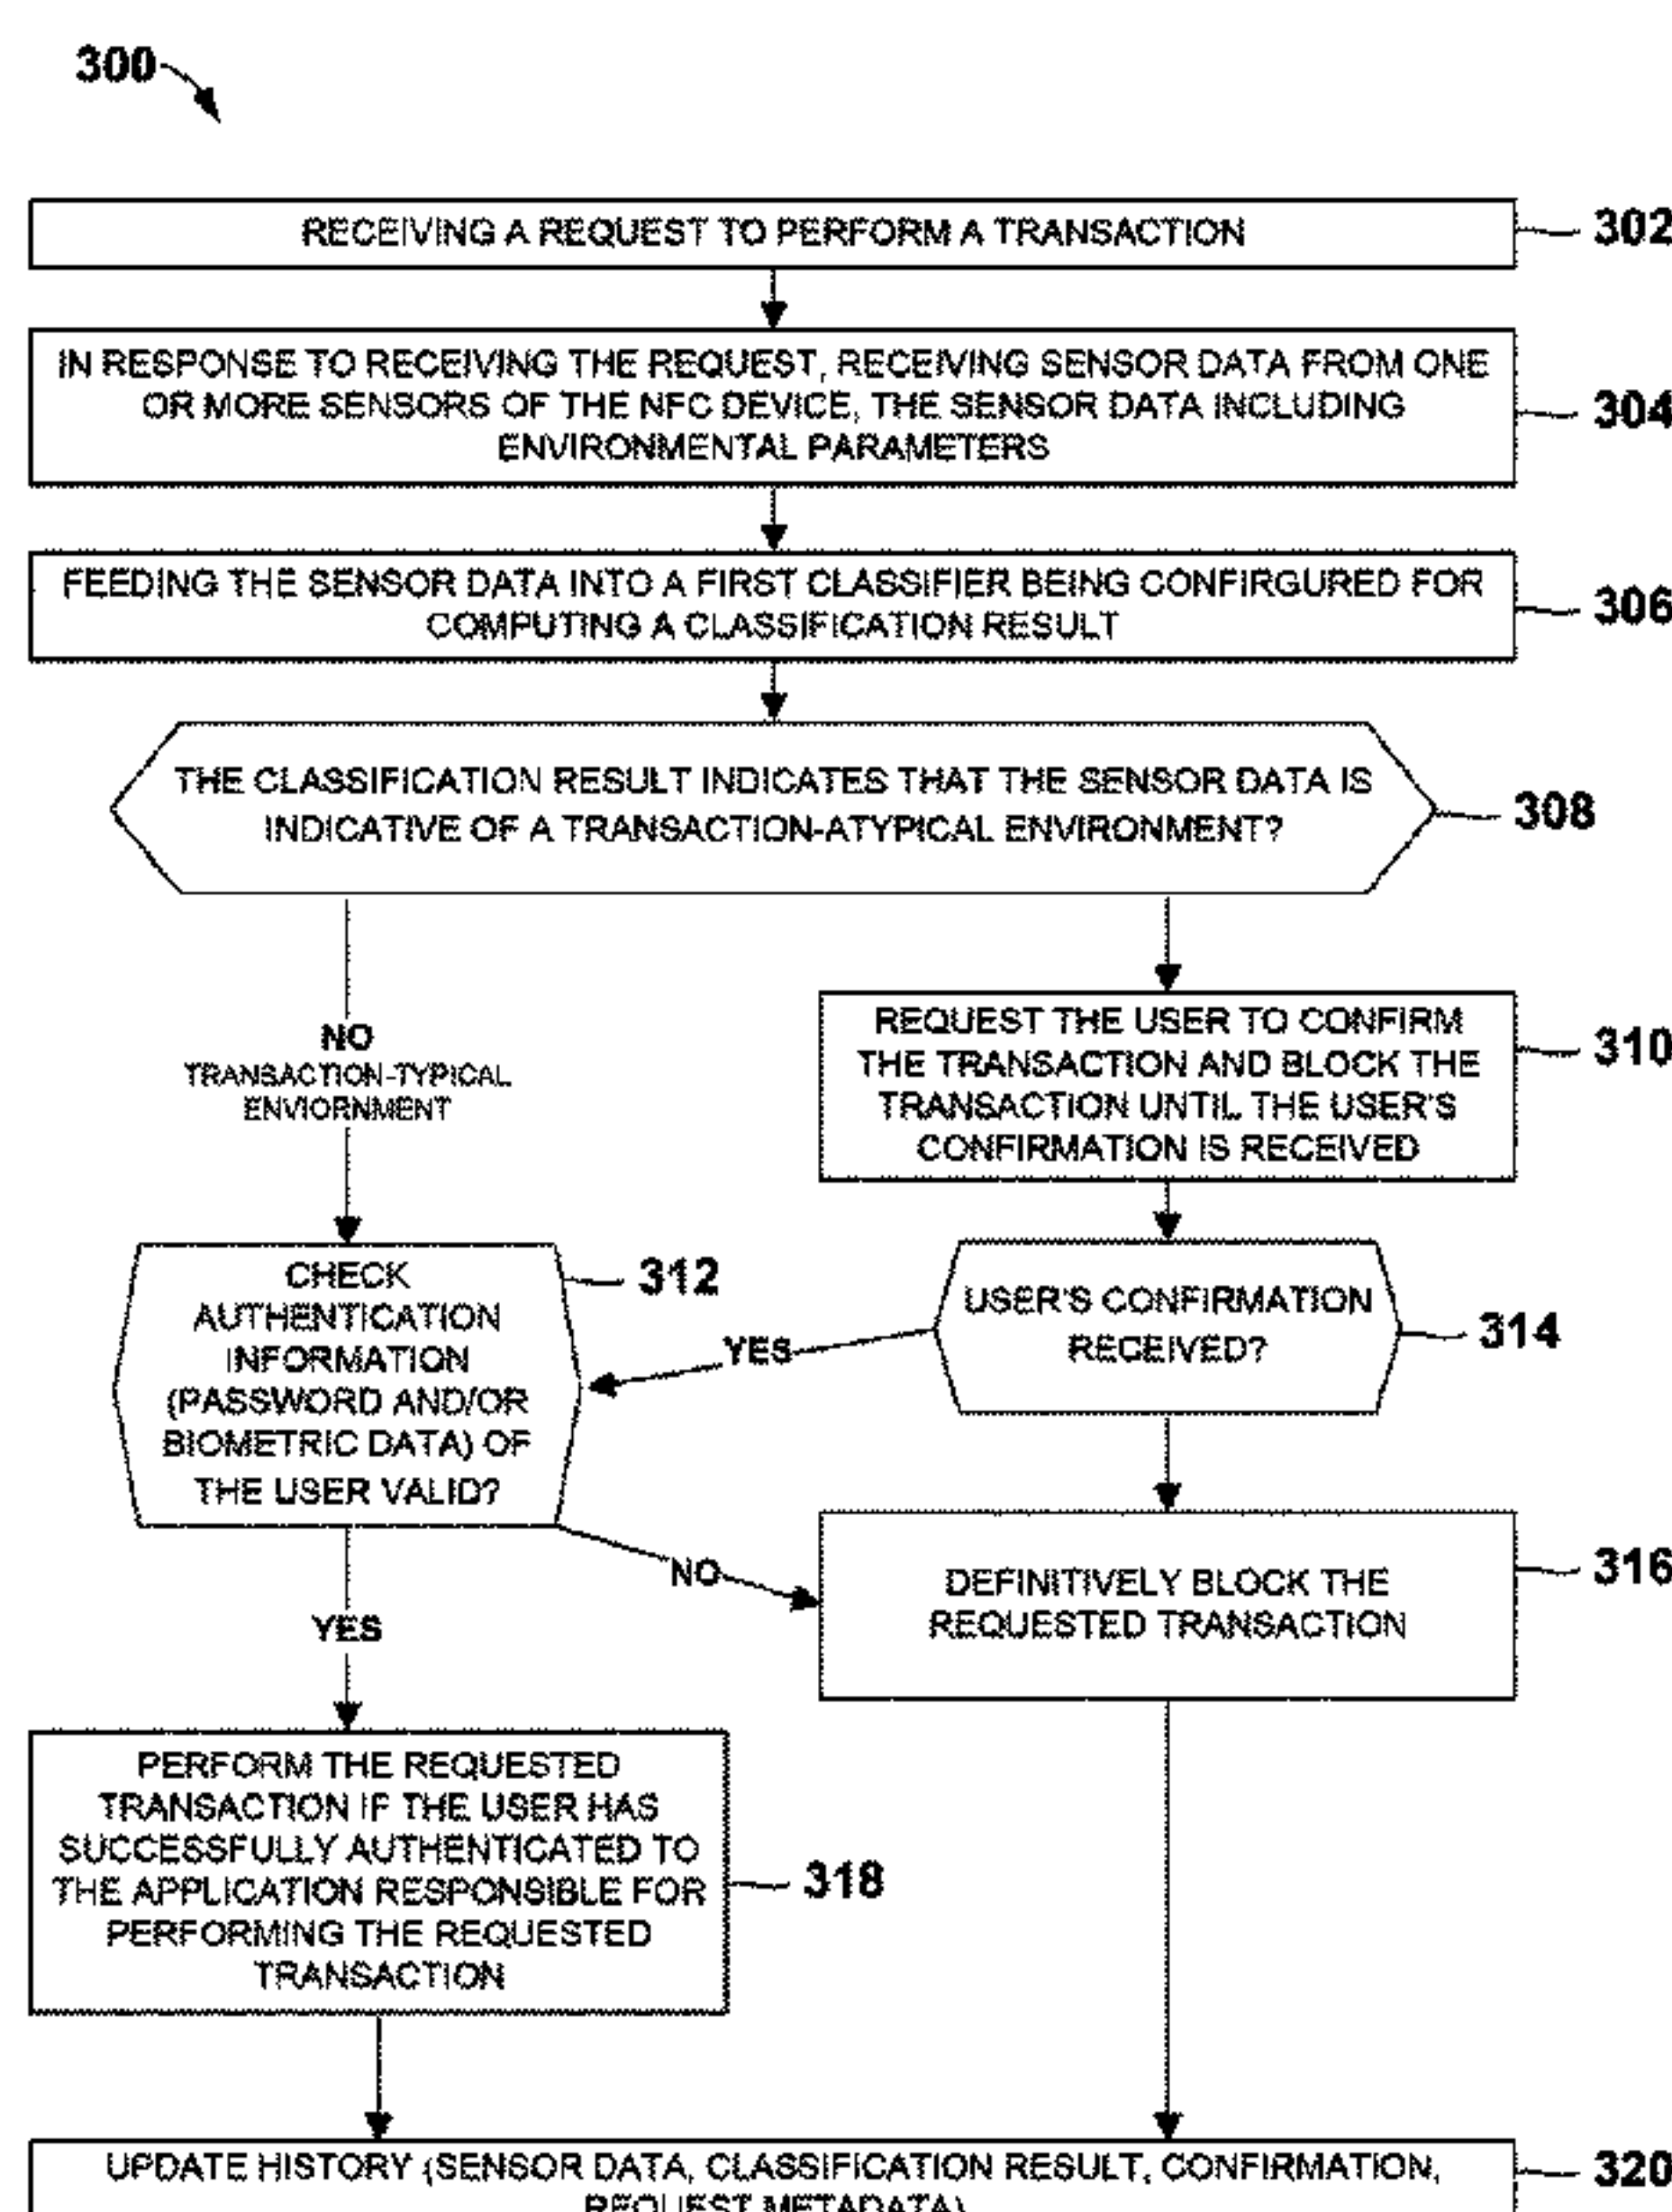 300
RECEIVING A REQUEST TO PERFORM A TRANSACTION
302
IN RESPONSE TO RECEIVING THE REQUEST, RECEIVING SENSOR DATA FROM ONE
OR MORE SENSORS OF THE NFC DEVICE, THE SENSOR DATA INCLUDING
ENVIRONMENTAL PARAMETERS
304
FEEDING THE SENSOR DATA INTO A FIRST CLASSIFIER BEING CONFIRGURED FOR
COMPUTING A CLASSIFICATION RESULT
306
THE CLASSIFICATION RESULT INDICATES THAT THE SENSOR DATA IS
INDICATIVE OF A TRANSACTION-ATYPICAL ENVIRONMENT?
308
NO
TRANSACTION-TYPICAL
ENVIORNMENT
REQUEST THE USER TO CONFIRM
THE TRANSACTION AND BLOCK THE
TRANSACTION UNTIL THE USER'S
CONFIRMATION IS RECEIVED
310
CHECK
AUTHENTICATION
INFORMATION
(PASSWORD AND/OR
BIOMETRIC DATA) OF
THE USER VALID?
312
YES
USER'S CONFIRMATION
RECEIVED?
314
NO
YES
DEFINITIVELY BLOCK THE
REQUESTED TRANSACTION
316
PERFORM THE REQUESTED
TRANSACTION IF THE USER HAS
SUCCESSFULLY AUTHENTICATED TO
THE APPLICATION RESPONSIBLE FOR
PERFORMING THE REQUESTED
TRANSACTION
318
UPDATE HISTORY (SENSOR DATA, CLASSIFICATION RESULT, CONFIRMATION,
REQUEST METADATA)
320